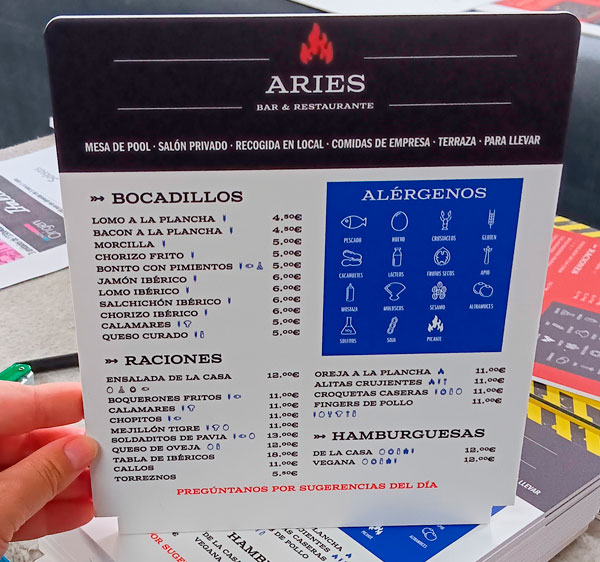 ARIES
BAR & RESTAURANTE
MESA DE POOL · SALÓN PRIVADO · RECOGIDA EN LOCAL · COMIDAS DE EMPRESA · TERRAZA · PARA LLEVAR
BOCADILLOS
LOMO A LA PLANCHA 4,50€
BACON A LA PLANCHA 4,50€
MORCILLA 5,00€
CHORIZO FRITO 5,00€
BONITO CON PIMIENTOS 5,00€
JAMÓN IBÉRICO 6,00€
LOMO IBÉRICO 6,00€
SALCHICHÓN IBÉRICO 6,00€
CHORIZO IBÉRICO 6,00€
CALAMARES 5,00€
QUESO CURADO 5,00€
ALÉRGENOS
PESCADO HUEVO CRUSTÁCEOS GLUTEN
CACAHUETES LÁCTEOS FRUTOS SECOS APIO
MOSTAZA MOLUSCOS SÉSAMO ALTRAMUCES
SULFITOS SOJA PICANTE
RACIONES
ENSALADA DE LA CASA 12,00€
BOQUERONES FRITOS 11,00€
CALAMARES 11,00€
CHOPITOS 11,00€
MEJILLÓN TIGRE 11,00€
SOLDADITOS DE PAVIA 13,00€
QUESO DE OVEJA 12,00€
TABLA DE IBÉRICOS 18,00€
CALLOS 11,00€
TORREZNOS 5,50€
OREJA A LA PLANCHA 11,00€
ALITAS CRUJIENTES 11,00€
CROQUETAS CASERAS 11,00€
FINGERS DE POLLO 11,00€
HAMBURGUESAS
DE LA CASA 12,00€
VEGANA 12,00€
PREGÚNTANOS POR SUGERENCIAS DEL DÍA